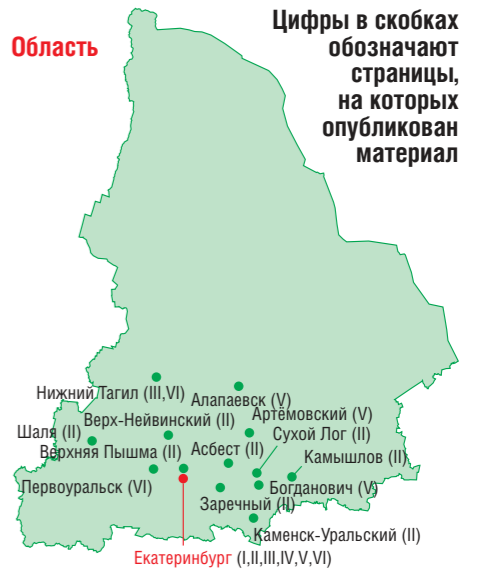 Область
Цифры в скобках
обозначают
страницы,
на которых
опубликован
материал
Нижний Тагил (III,VI)
Алапаевск (V)
Верх-Нейвинский (II)
Артёмовский (V)
Шаля (II)
Сухой Лог (II)
Верхняя Пышма (II)
Асбест (II)
Камышлов (II)
Первоуральск (VI)
Богданович (V)
Заречный (II)
Каменск-Уральский (II)
Екатеринбург (I,II,III,IV,V,VI)